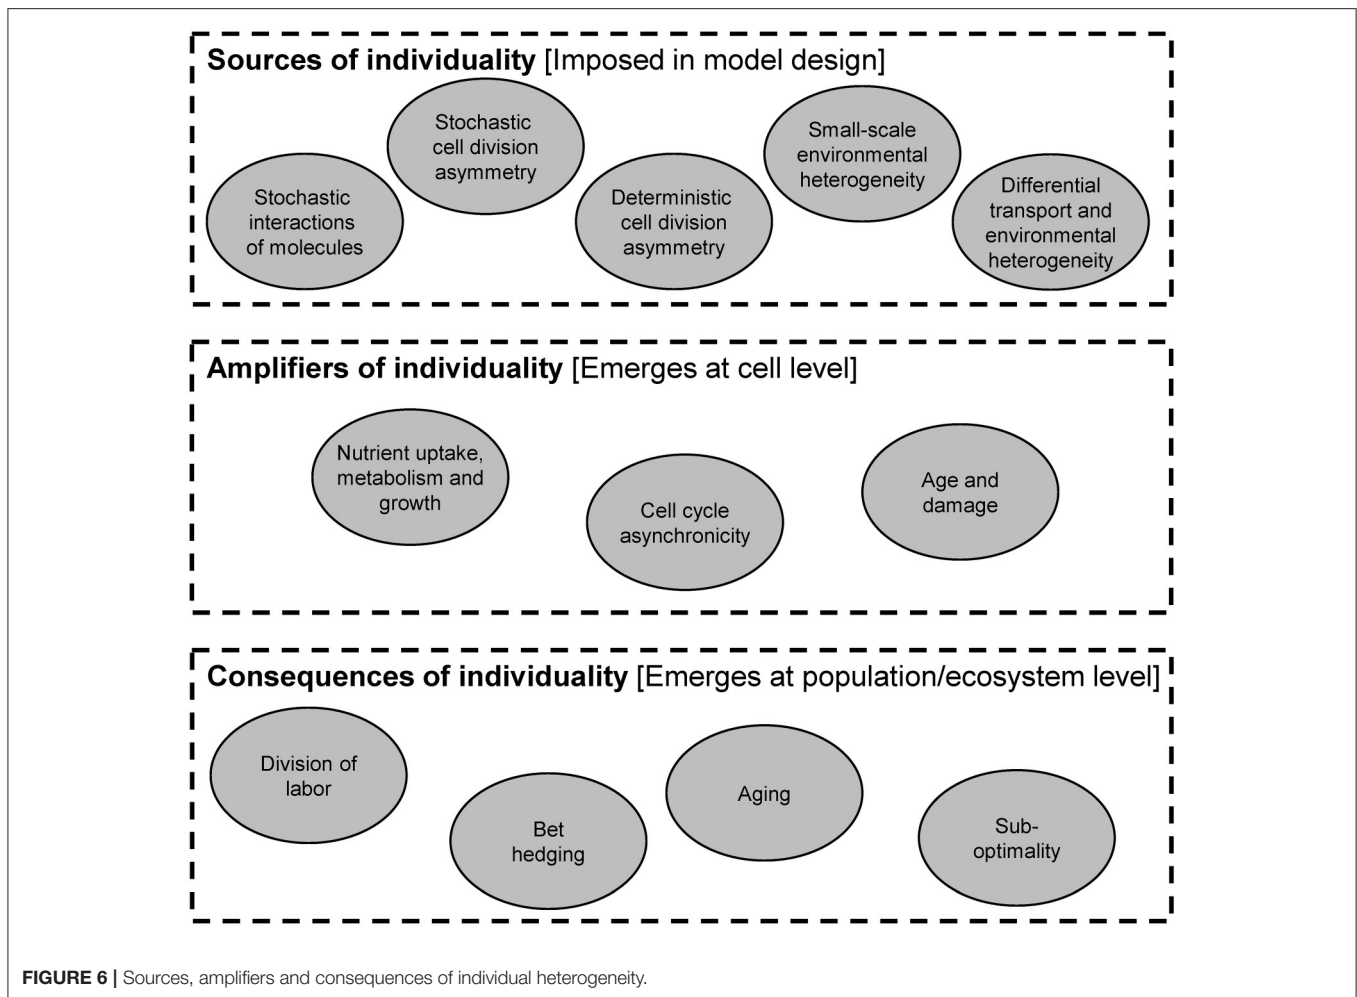 Sources of individuality [Imposed in model design]
Stochastic
interactions
of molecules
Stochastic
cell division
asymmetry
Deterministic
cell division
asymmetry
Small-scale
environmental
heterogeneity
Differential
transport and
environmental
heterogeneity
Amplifiers of individuality [Emerges at cell level]
Nutrient uptake,
metabolism and
growth
Cell cycle
asynchronicity
Age and
damage
Consequences of individuality [Emerges at population/ecosystem level]
Division of
labor
Bet
hedging
Aging
Sub-
optimality
FIGURE 6 | Sources, amplifiers and consequences of individual heterogeneity.